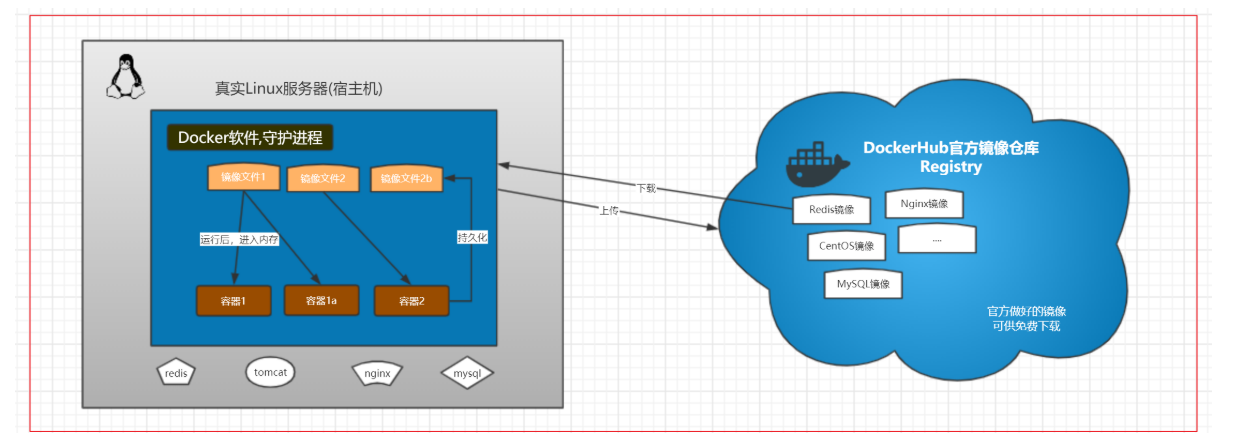 真实Linux服务器(宿主机)
Docker软件,守护进程
镜像文件1
镜像文件2
镜像文件2b
运行后，进入内存
持久化
容器1
容器1a
容器2
redis
tomcat
nginx
mysql
下载
上传
DockerHub官方镜像仓库
Registry
Redis镜像
Nginx镜像
CentOS镜像
....
MySQL镜像
官方做好的镜像
可供免费下载